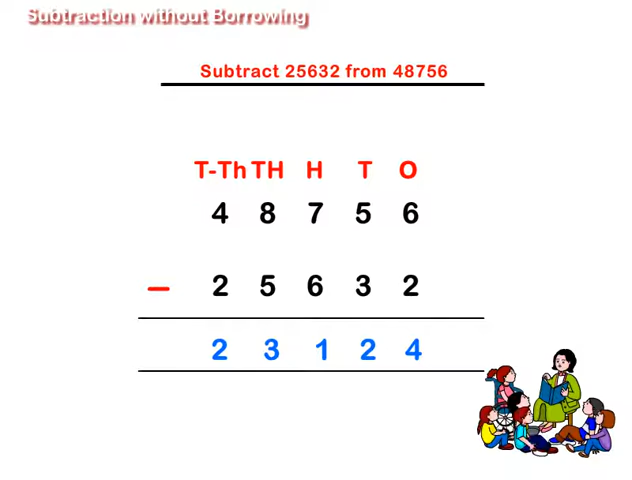 Subtraction without Borrowing
Subtract 25632 from 48756
T-Th TH H T O
4 8 7 5 6
– 2 5 6 3 2
2 3 1 2 4